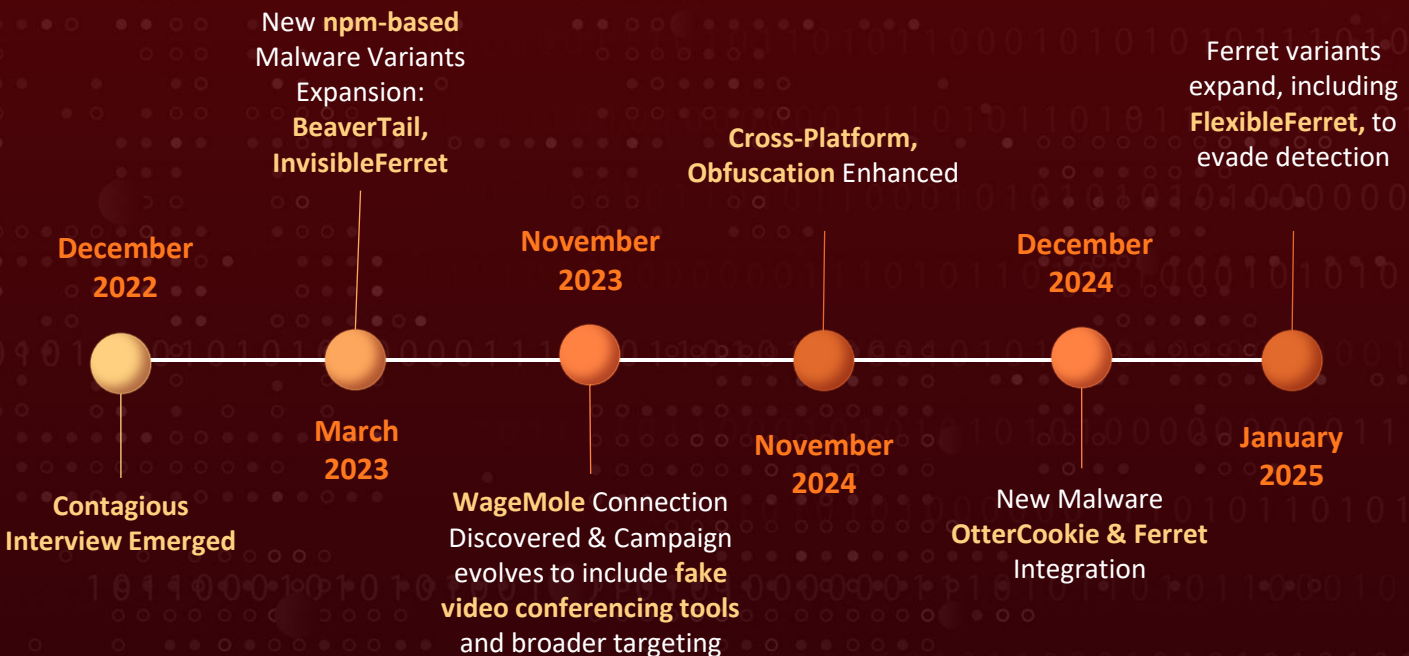 December
2022
Contagious
Interview Emerged
New npm-based
Malware Variants
Expansion:
BeaverTail,
InvisibleFerret
March
2023
November
2023
WageMole Connection
Discovered & Campaign
evolves to include fake
video conferencing tools
and broader targeting
Cross-Platform,
Obfuscation Enhanced
November
2024
December
2024
New Malware
OtterCookie & Ferret
Integration
Ferret variants
expand, including
FlexibleFerret, to
evade detection
January
2025